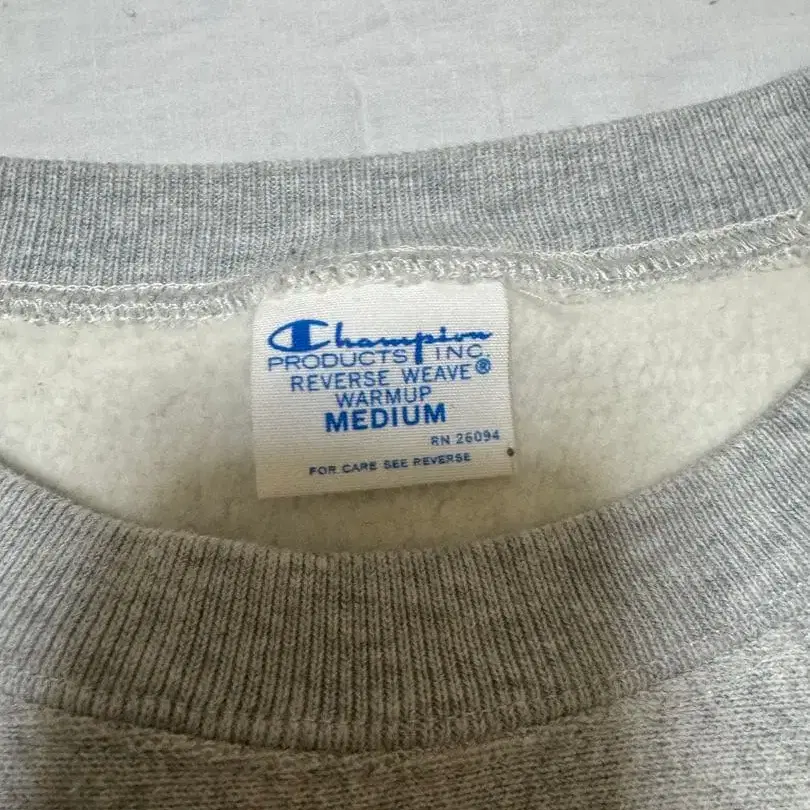 Champion
PRODUCTS INC.
REVERSE WEAVE®
WARMUP
MEDIUM
RN 26094
FOR CARE SEE REVERSE